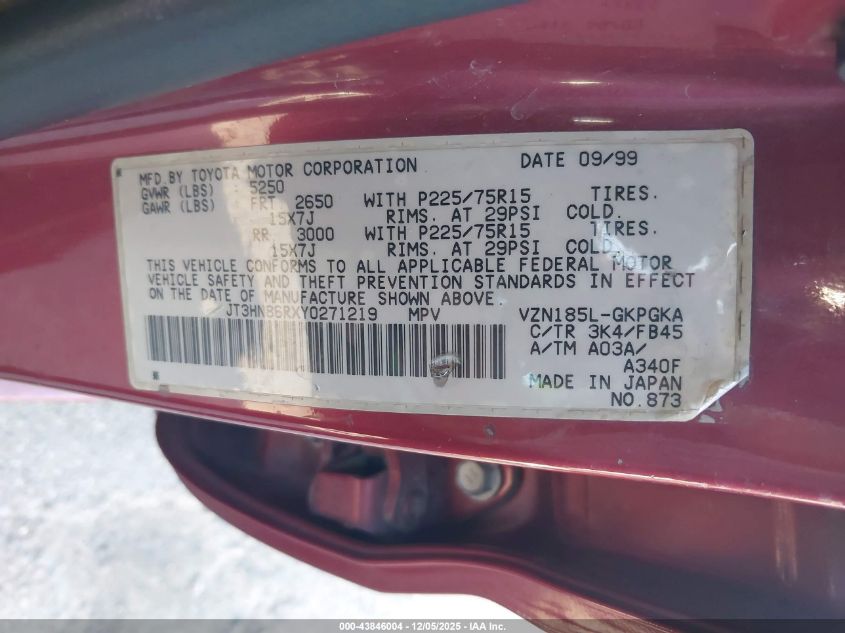 MFD.BY TOYOTA MOTOR CORPORATION DATE 09/99
GVWR (LBS) 5250
GAWR (LBS) FRT 2650 WITH P225/75R15 TIRES.
15X7J RIMS. AT 29PSI COLD.
RR 3000 WITH P225/75R15 TIRES.
15X7J RIMS. AT 29PSI COLD.
THIS VEHICLE CONFORMS TO ALL APPLICABLE FEDERAL MOTOR
VEHICLE SAFETY AND THEFT PREVENTION STANDARDS IN EFFECT
ON THE DATE OF MANUFACTURE SHOWN ABOVE.
JT3HN86RXY0271219 MPV VZN185L-GKPGKA
C/TR 3K4/FB45
A/TM A03A/
A340F
MADE IN JAPAN
NO.873
000-43846004 | 12/05/2025 - IAA, Inc.